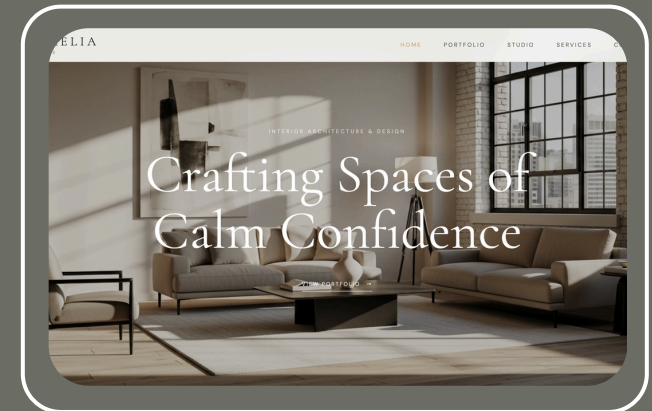 ELIA
HOME PORTFOLIO STUDIO SERVICES
INTERIOR ARCHITECTURE & DESIGN
Crafting Spaces of
Calm Confidence
VIEW PORTFOLIO →